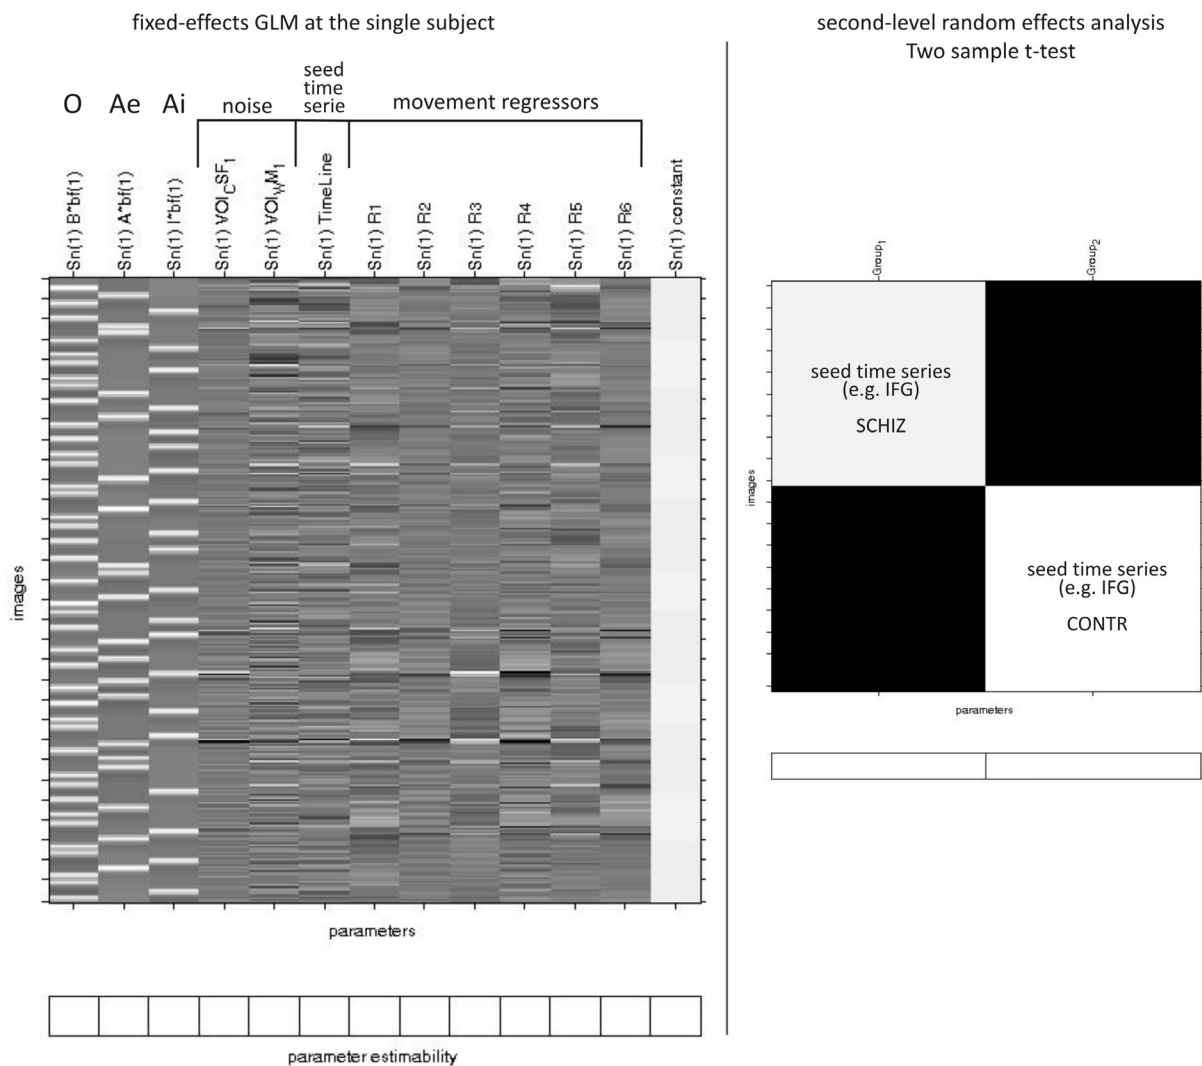 fixed-effects GLM at the single subject
second-level random effects analysis
Two sample t-test
O
Ae
Ai
noise
seed
time
serie
movement regressors
Sn(1) B*bf(1)
Sn(1) A*bf(1)
Sn(1) I*bf(1)
Sn(1) VOI_CSF_1
Sn(1) VOI_WM_1
Sn(1) TimeLine
Sn(1) R1
Sn(1) R2
Sn(1) R3
Sn(1) R4
Sn(1) R5
Sn(1) R6
Sn(1) constant
images
parameters
parameter estimability
Group_1
Group_2
seed time series
(e.g. IFG)
SCHIZ
seed time series
(e.g. IFG)
CONTR
images
parameters